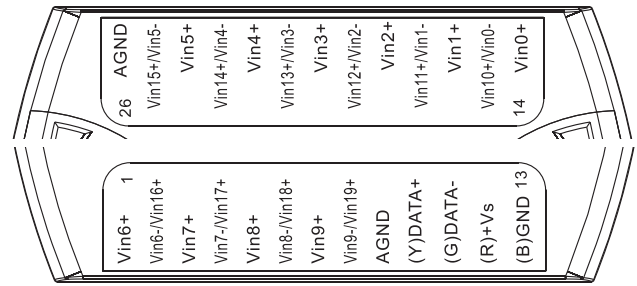 AGND
Vin15+/Vin5-
Vin5+
Vin14+/Vin4-
Vin4+
Vin13+/Vin3-
Vin3+
Vin12+/Vin2-
Vin2+
Vin11+/Vin1-
Vin1+
Vin10+/Vin0-
Vin0+
26
14
1
13
Vin6+
Vin6-/Vin16+
Vin7+
Vin7-/Vin17+
Vin8+
Vin8-/Vin18+
Vin9+
Vin9-/Vin19+
AGND
(Y)DATA+
(G)DATA-
(R)+Vs
(B)GND